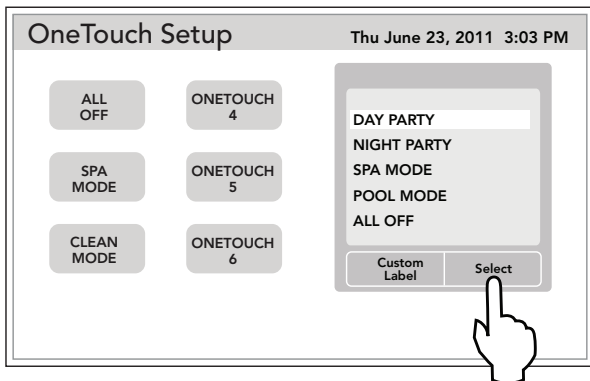 OneTouch Setup
Thu June 23, 2011 3:03 PM
ALL
OFF
ONETOUCH
4
SPA
MODE
ONETOUCH
5
CLEAN
MODE
ONETOUCH
6
DAY PARTY
NIGHT PARTY
SPA MODE
POOL MODE
ALL OFF
Custom
Label
Select